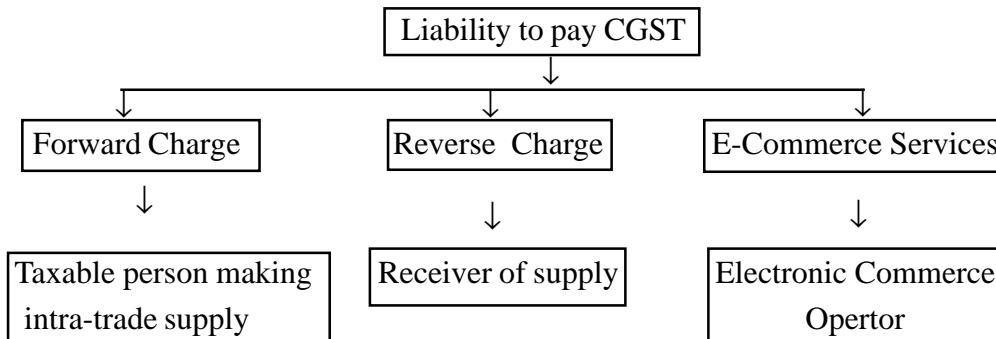 Liability to pay CGST
Forward Charge
Reverse Charge
E-Commerce Services
Taxable person making
intra-trade supply
Receiver of supply
Electronic Commerce
Opertor